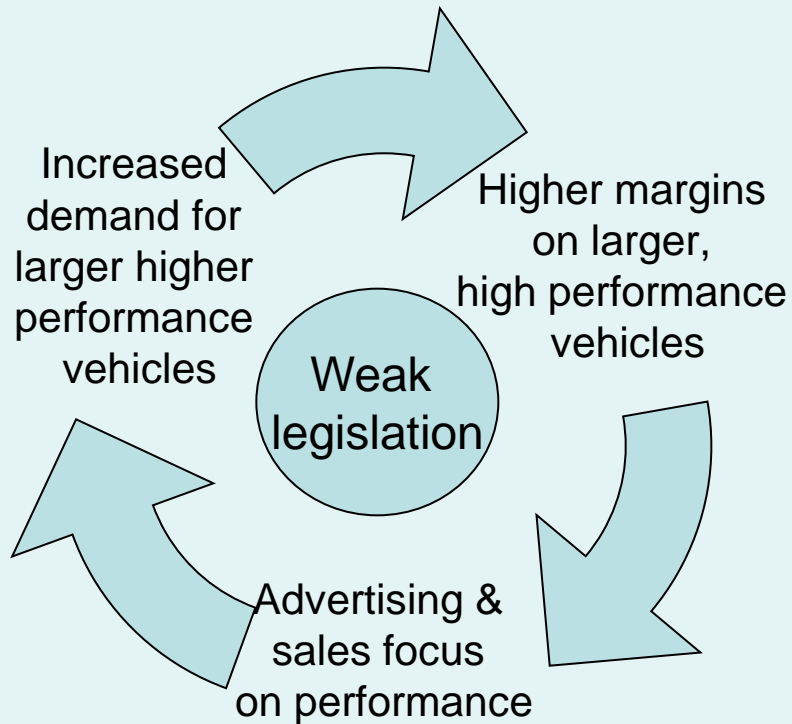 Increased
demand for
larger higher
performance
vehicles
Higher margins
on larger,
high performance
vehicles
Weak
legislation
Advertising &
sales focus
on performance